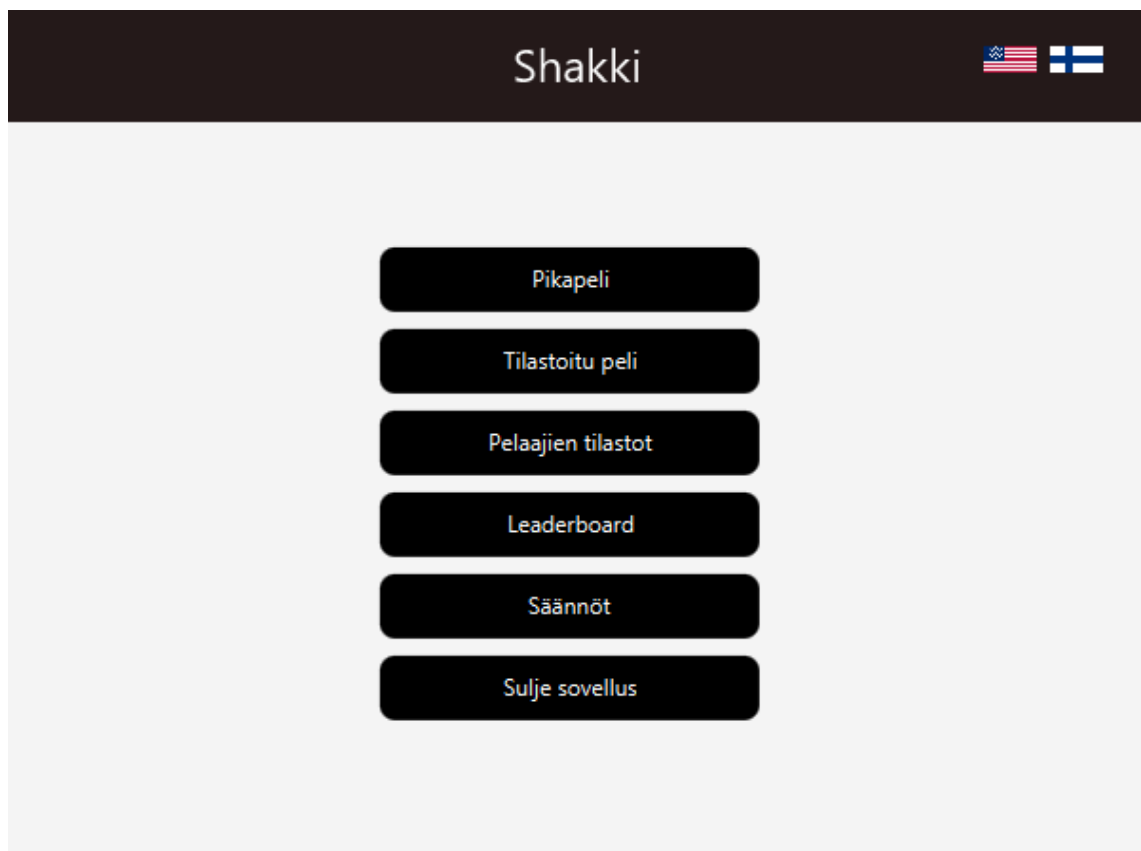 Shakki
Pikapeli
Tilastoitu peli
Pelaajien tilastot
Leaderboard
Säännöt
Sulje sovellus